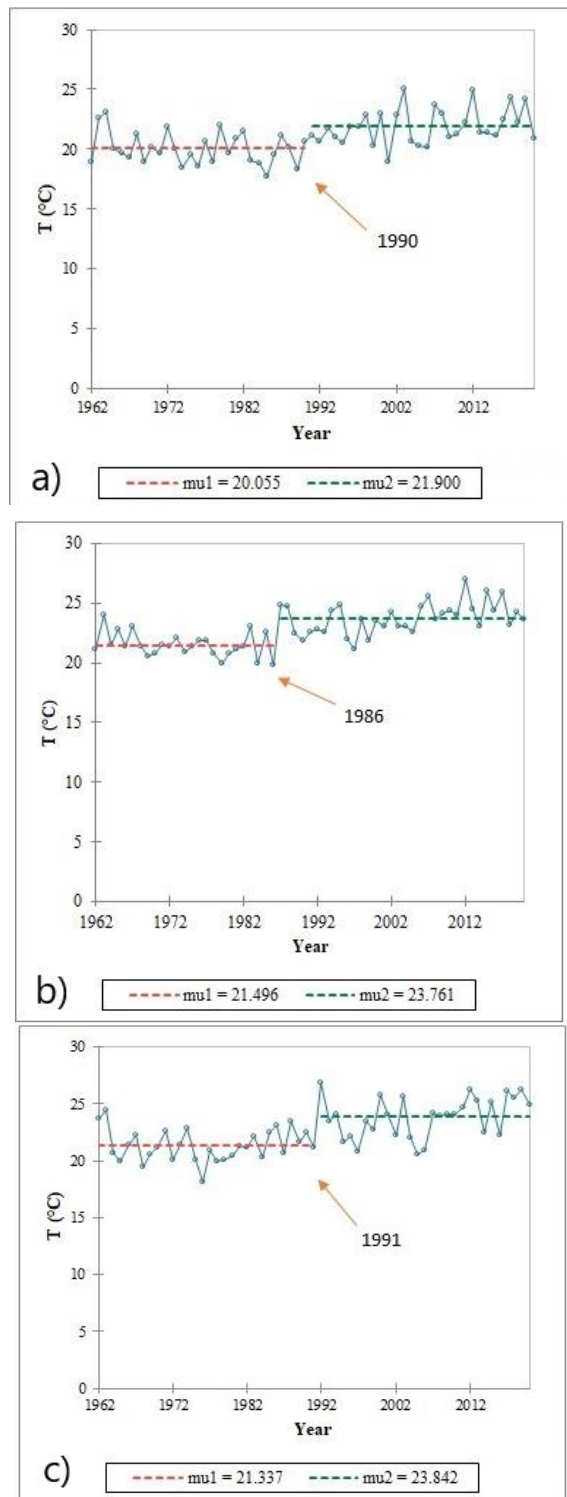 30
25
20
15
10
5
0
T (°C)
1990
1962 1972 1982 1992 2002 2012
Year
a)
mu1 = 20.055 mu2 = 21.900
30
25
20
15
10
5
0
T (°C)
1986
1962 1972 1982 1992 2002 2012
Year
b)
mu1 = 21.496 mu2 = 23.761
30
25
20
15
10
5
0
T (°C)
1991
1962 1972 1982 1992 2002 2012
Year
c)
mu1 = 21.337 mu2 = 23.842